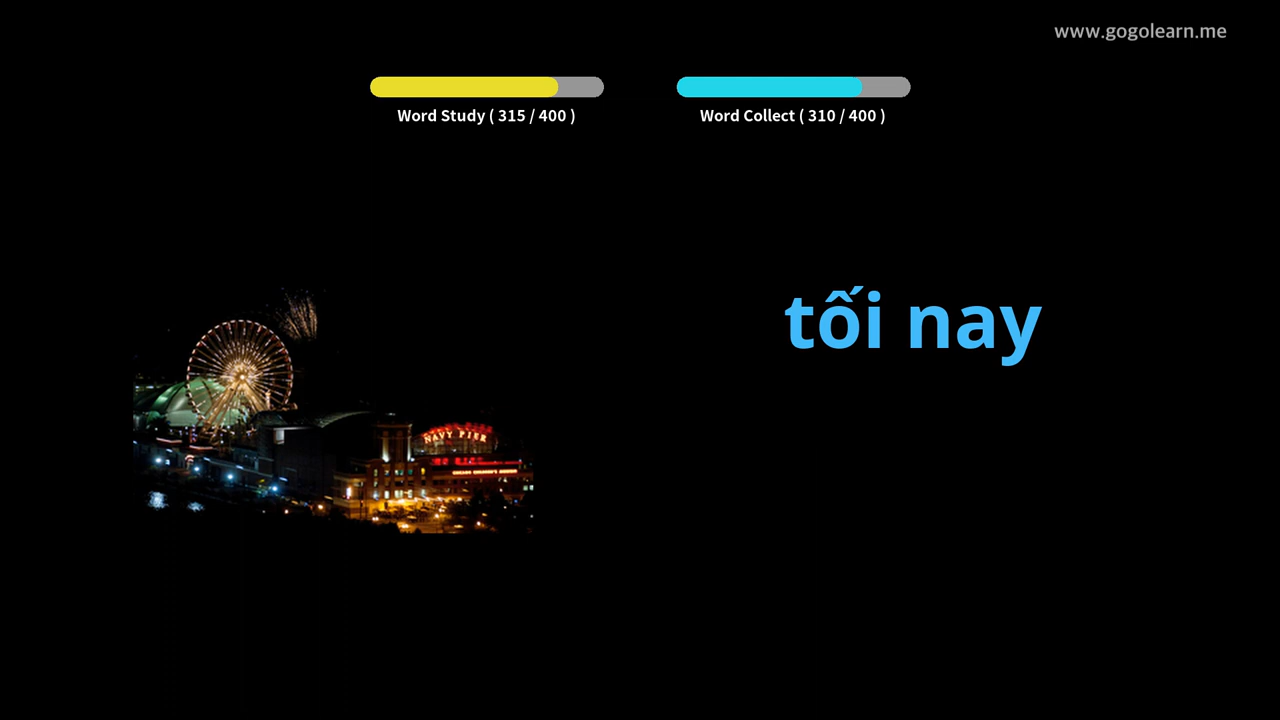 www.gogolearn.me
Word Study ( 315 / 400 )
Word Collect ( 310 / 400 )
tối nay
NAVY PIER